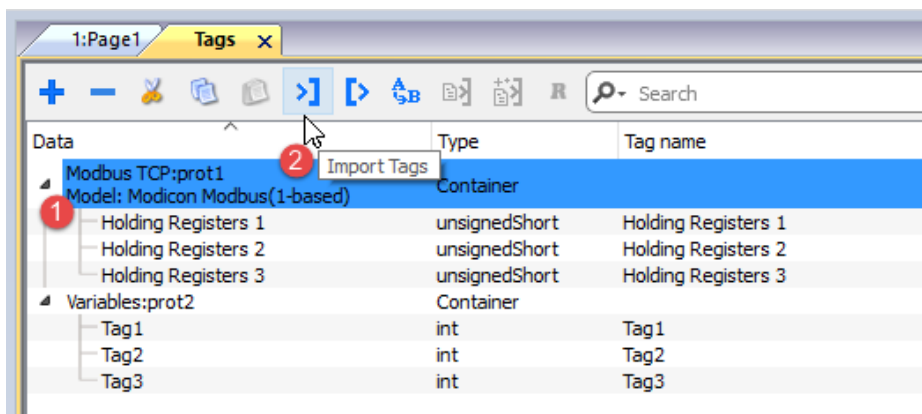 1:Page1 Tags x
R Search
Data Type Tag name
2 Import Tags
Modbus TCP:prot1
Model: Modicon Modbus(1-based) Container
1
Holding Registers 1 unsignedShort Holding Registers 1
Holding Registers 2 unsignedShort Holding Registers 2
Holding Registers 3 unsignedShort Holding Registers 3
Variables:prot2 Container
Tag1 int Tag1
Tag2 int Tag2
Tag3 int Tag3